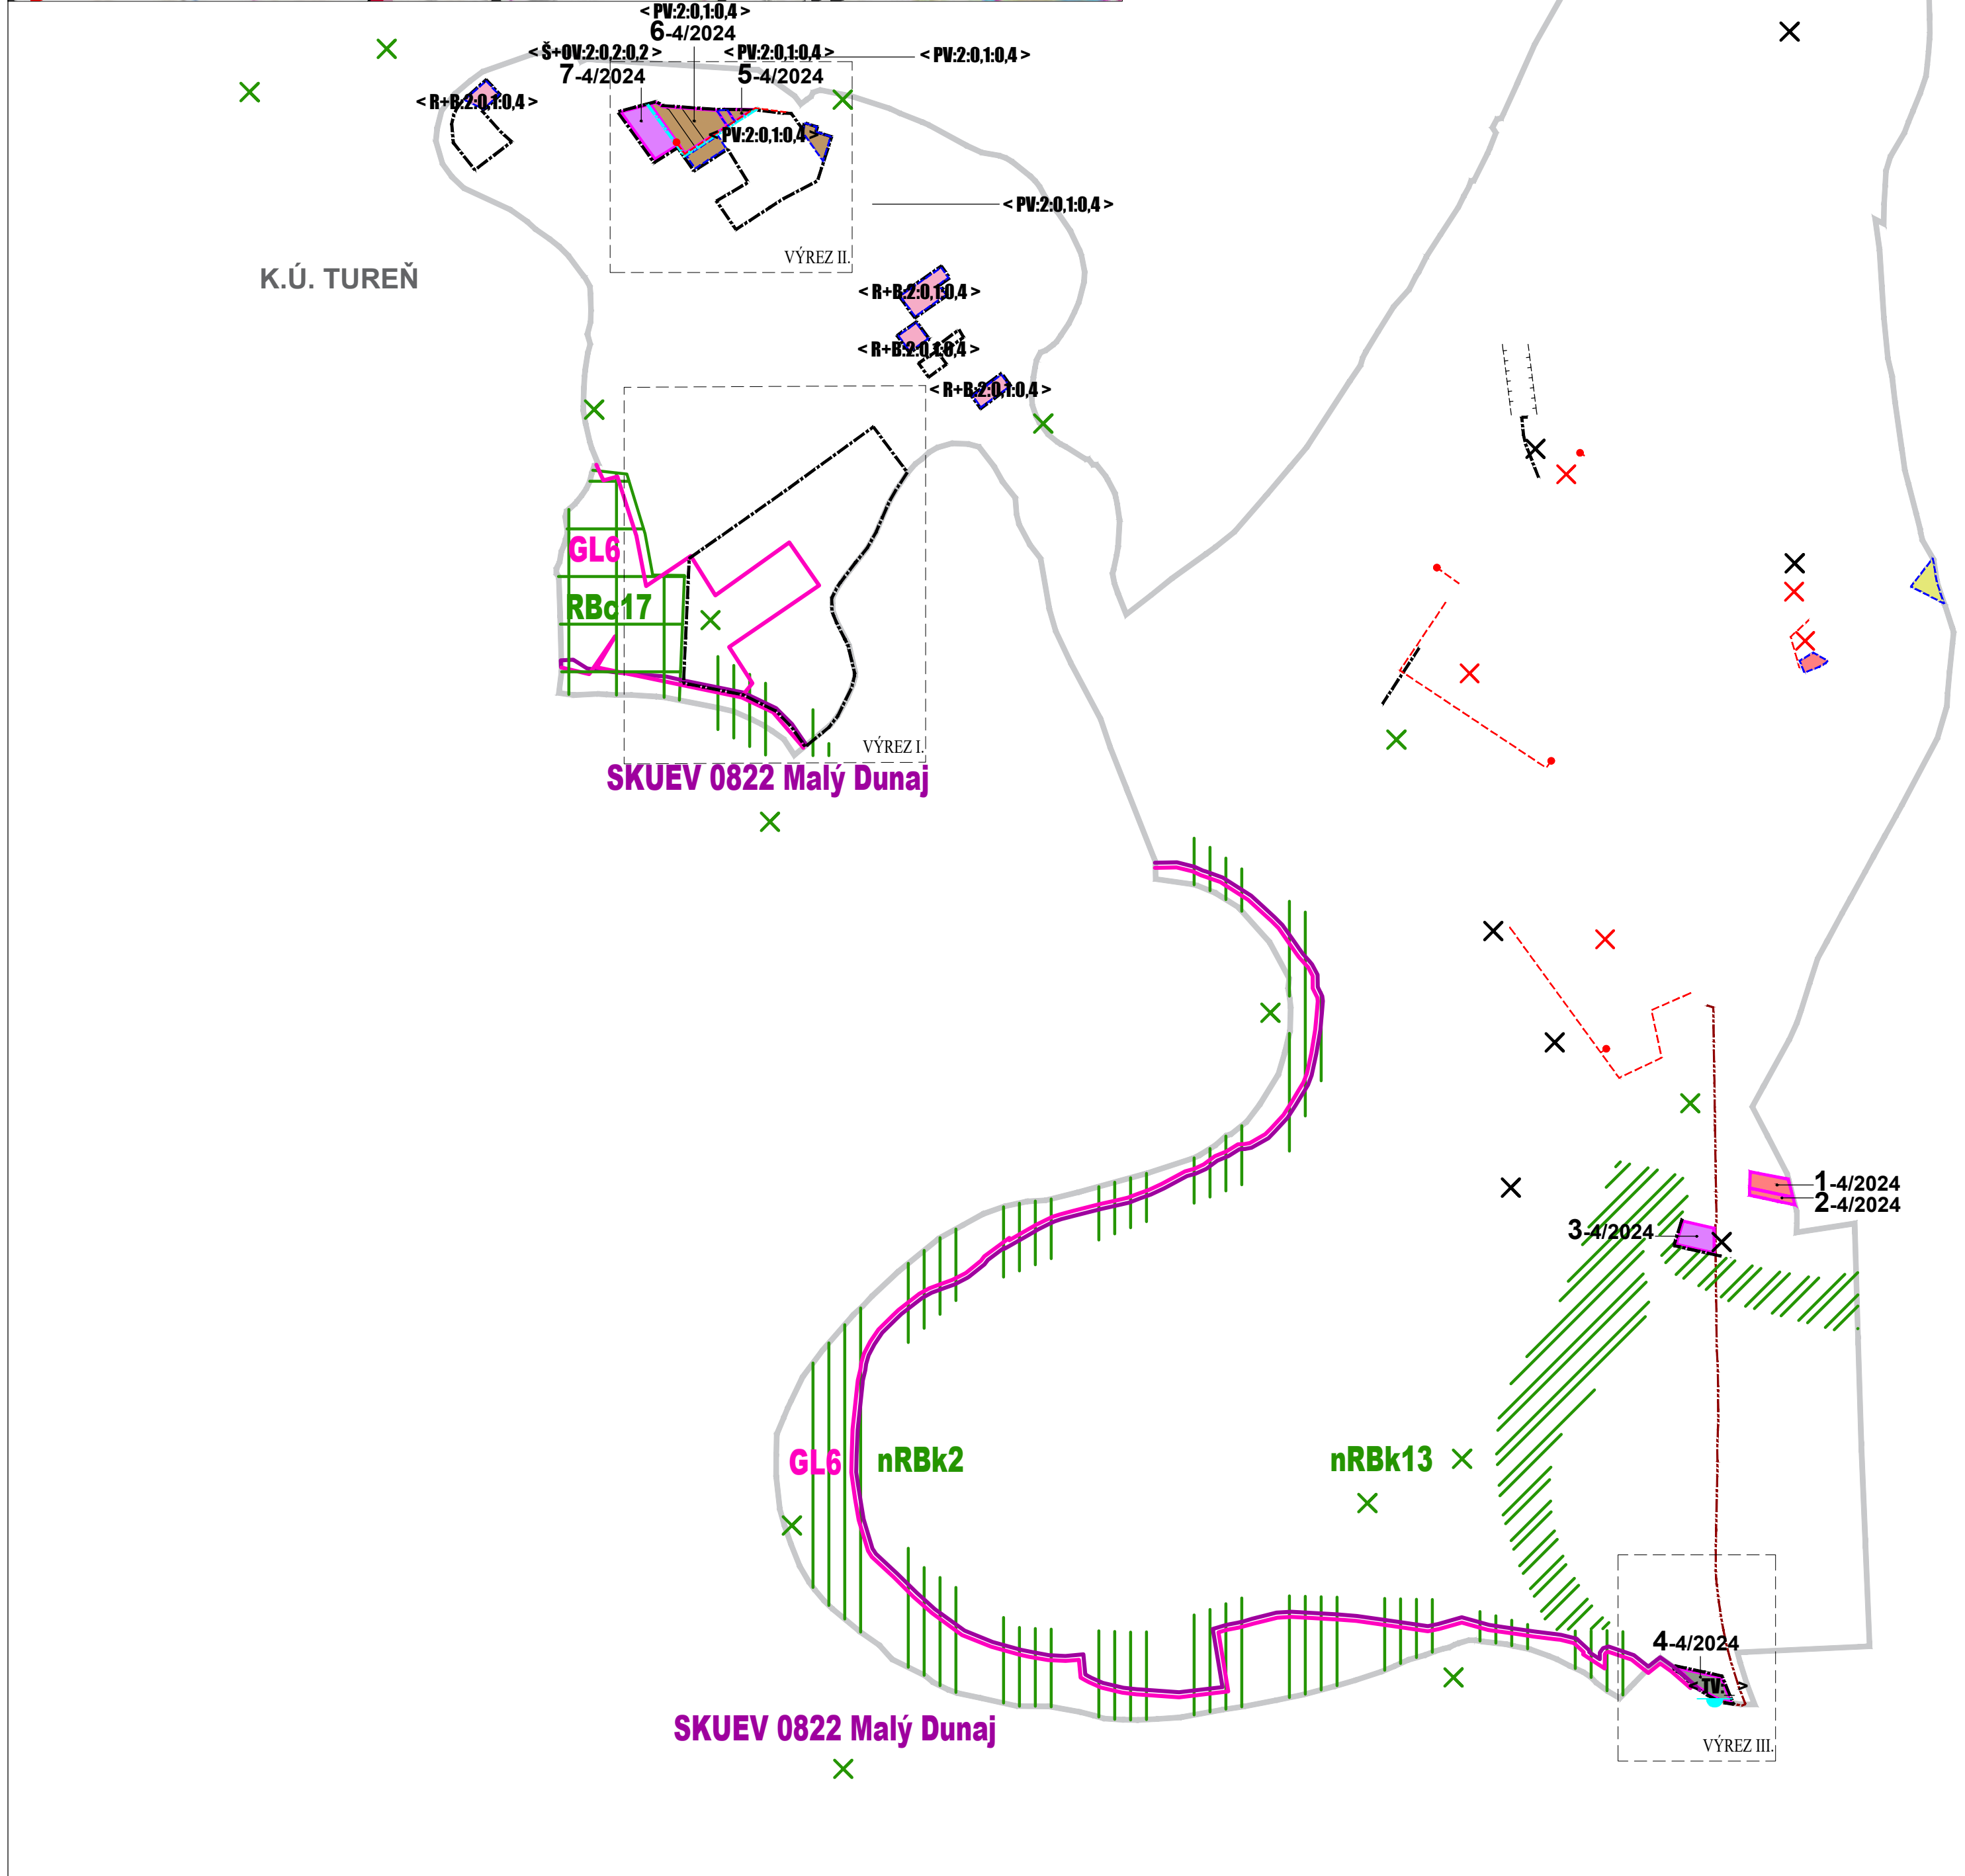 < PV:2:0,1:0,4 >
6-4/2024
< Š+OV:2:0,2:0,2 >
< PV:2:0,1:0,4 >
< PV:2:0,1:0,4 >
7-4/2024
5-4/2024
< R+B:2:0,1:0,4 >
< PV:2:0,1:0,4 >
< PV:2:0,1:0,4 >
VÝREZ II.
K.Ú. TUREŇ
< R+B:2:0,1:0,4 >
< R+B:2:0,1:0,4 >
< R+B:2:0,1:0,4 >
GL6
RBc17
VÝREZ I.
SKUEV 0822 Malý Dunaj
1-4/2024
2-4/2024
3-4/2024
GL6
nRBk2
nRBk13
4-4/2024
< TV: >
SKUEV 0822 Malý Dunaj
VÝREZ III.